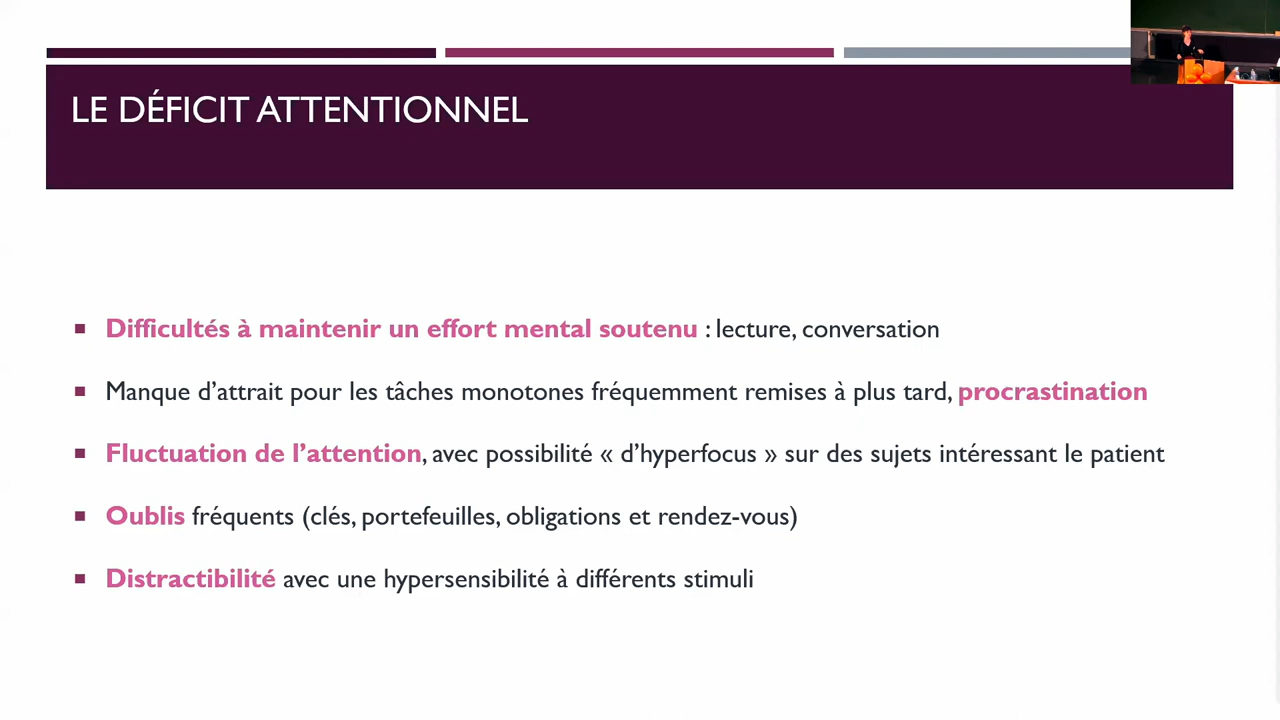 LE DÉFICIT ATTENTIONNEL
Difficultés à maintenir un effort mental soutenu : lecture, conversation
Manque d’attrait pour les tâches monotones fréquemment remises à plus tard, procrastination
Fluctuation de l’attention, avec possibilité « d’hyperfocus » sur des sujets intéressant le patient
Oublis fréquents (clés, portefeuilles, obligations et rendez-vous)
Distractibilité avec une hypersensibilité à différents stimuli